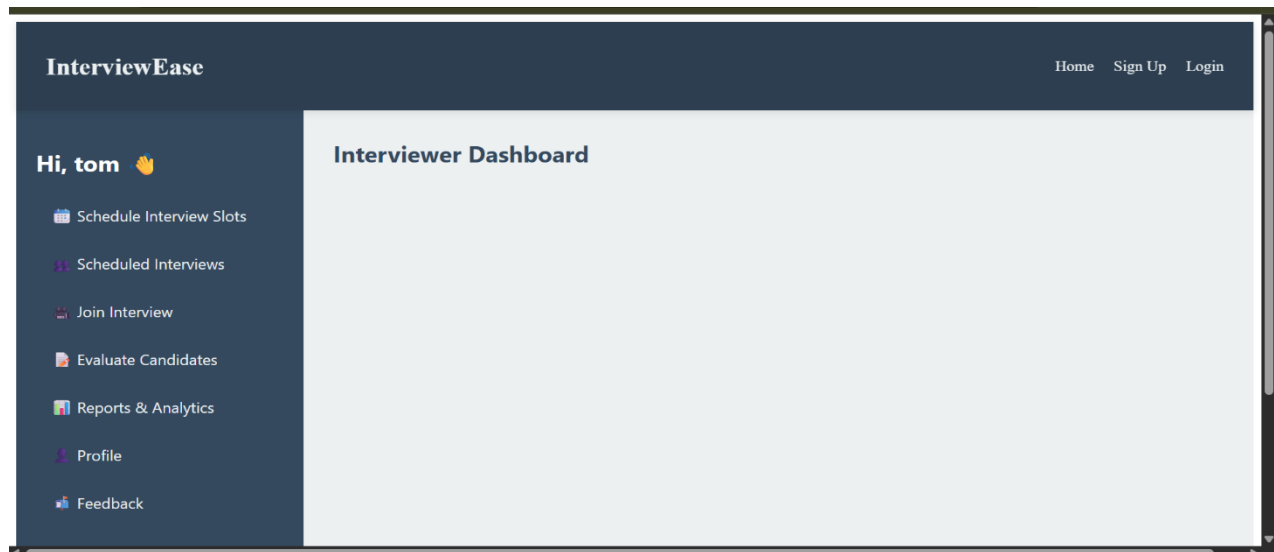 InterviewEase
Home Sign Up Login
Hi, tom 👋
📅 Schedule Interview Slots
👥 Scheduled Interviews
🎥 Join Interview
📝 Evaluate Candidates
📊 Reports & Analytics
👤 Profile
📬 Feedback
Interviewer Dashboard